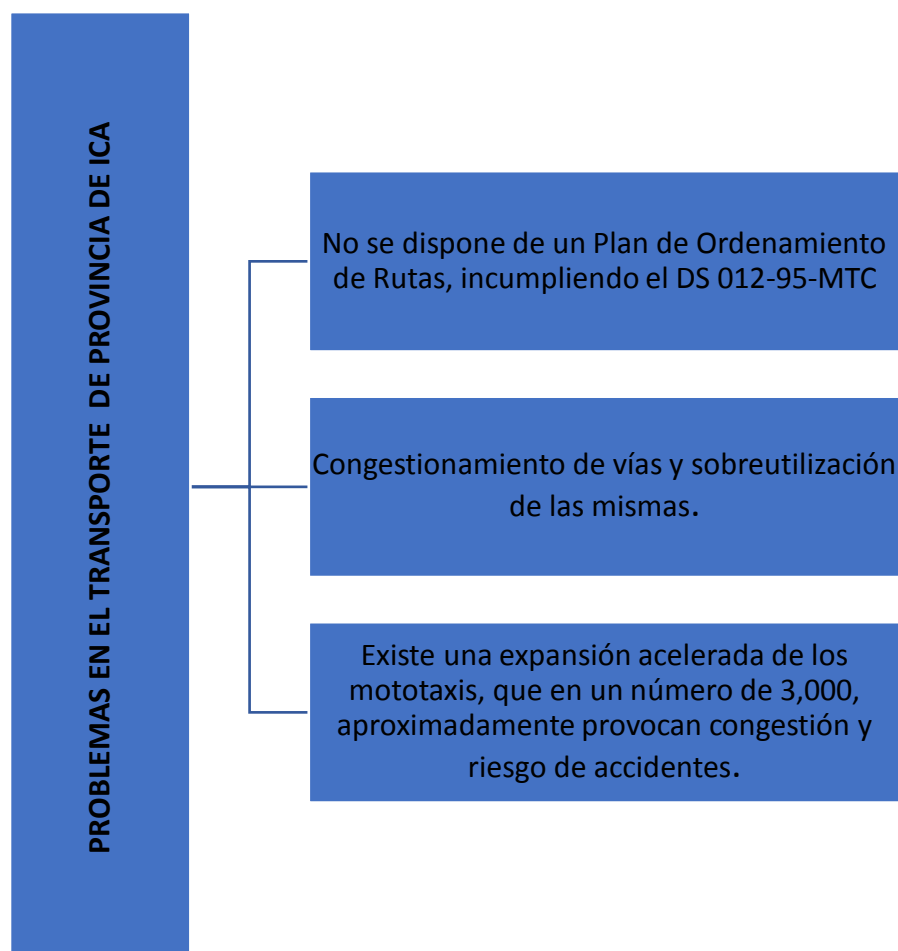 PROBLEMAS EN EL TRANSPORTE DE PROVINCIA DE ICA
No se dispone de un Plan de Ordenamiento
de Rutas, incumpliendo el DS 012-95-MTC
Congestionamiento de vías y sobreutilización
de las mismas.
Existe una expansión acelerada de los
mototaxis, que en un número de 3,000,
aproximadamente provocan congestión y
riesgo de accidentes.